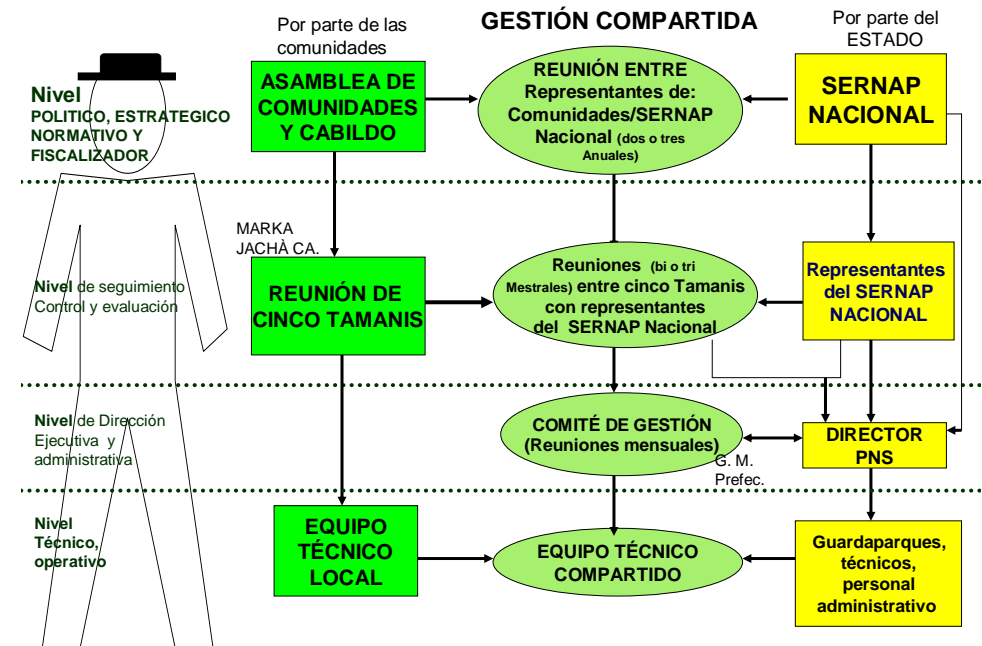 Por parte de las
comunidades
GESTIÓN COMPARTIDA
Por parte del
ESTADO
Nivel
POLITICO, ESTRATEGICO
NORMATIVO Y
FISCALIZADOR
ASAMBLEA DE
COMUNIDADES
Y CABILDO
REUNIÓN ENTRE
Representantes de:
Comunidades/SERNAP
Nacional (dos o tres
Anuales)
SERNAP
NACIONAL
MARKA
JACHÀ CA.
Nivel de seguimiento
Control y evaluación
REUNIÓN DE
CINCO TAMANIS
Reuniones (bi o tri
Mestrales) entre cinco Tamanis
con representantes
del SERNAP Nacional
Representantes
del SERNAP
NACIONAL
Nivel de Dirección
Ejecutiva y
administrativa
COMITÉ DE GESTIÓN
(Reuniones mensuales)
G. M.
Prefec.
DIRECTOR
PNS
Nivel
Técnico,
operativo
EQUIPO
TÉCNICO
LOCAL
EQUIPO TÉCNICO
COMPARTIDO
Guardaparques,
técnicos,
personal
administrativo